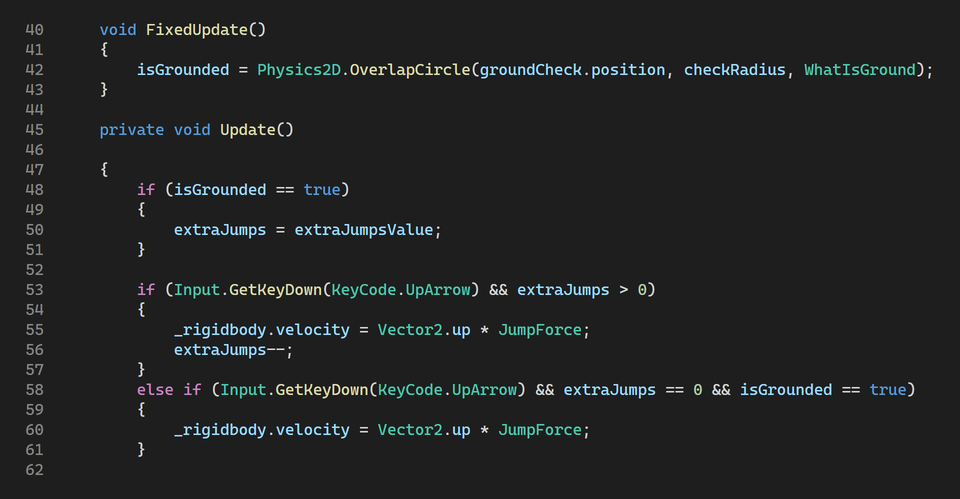 40 void FixedUpdate()
41 {
42 isGrounded = Physics2D.OverlapCircle(groundCheck.position, checkRadius, WhatIsGround);
43 }
44
45 private void Update()
46
47 {
48 if (isGrounded == true)
49 {
50 extraJumps = extraJumpsValue;
51 }
52
53 if (Input.GetKeyDown(KeyCode.UpArrow) && extraJumps > 0)
54 {
55 _rigidbody.velocity = Vector2.up * JumpForce;
56 extraJumps--;
57 }
58 else if (Input.GetKeyDown(KeyCode.UpArrow) && extraJumps == 0 && isGrounded == true)
59 {
60 _rigidbody.velocity = Vector2.up * JumpForce;
61 }
62